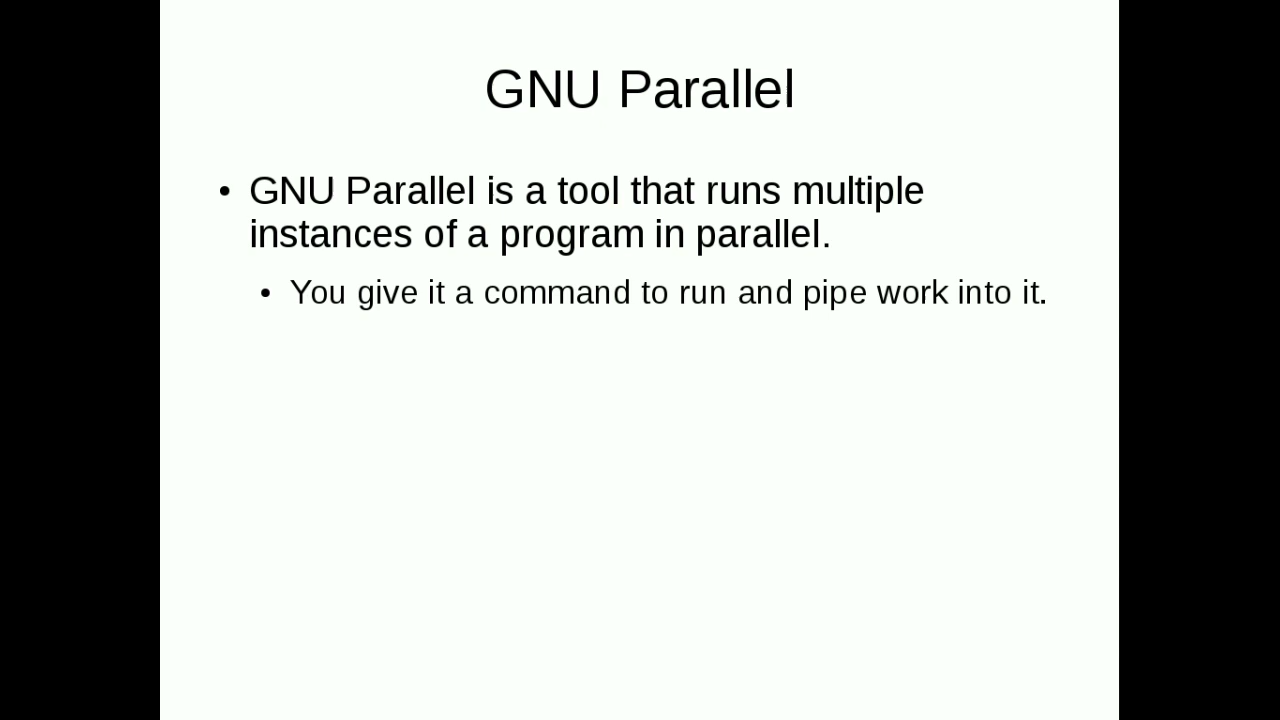 GNU Parallel
• GNU Parallel is a tool that runs multiple
instances of a program in parallel.
• You give it a command to run and pipe work into it.